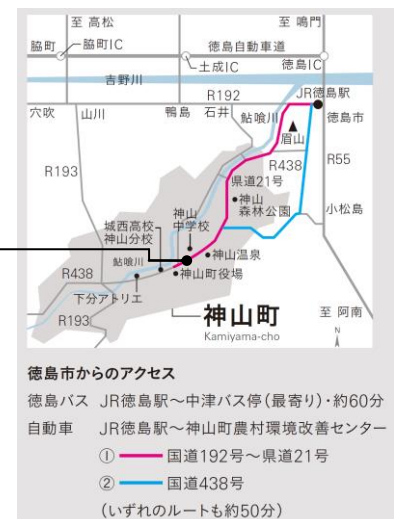 至 高松
至 鳴門
脇町
脇町IC
徳島自動車道
土成IC
徳島IC
吉野川
R192
JR徳島駅
穴吹
山川
鴨島
石井
鮎喰川
徳島市
眉山
R438
R193
県道21号
R55
神山
森林公園
小松島
城西高校
神山分校
神山
中学校
鮎喰川
神山温泉
R438
神山町役場
下分アトリエ
R193
神山町
Kamiyama-cho
至 阿南
N
徳島市からのアクセス
徳島バス JR徳島駅〜中津バス停(最寄り)・約60分
自動車 JR徳島駅〜神山町農村環境改善センター
① 国道192号〜県道21号
② 国道438号
(いずれのルートも約50分)